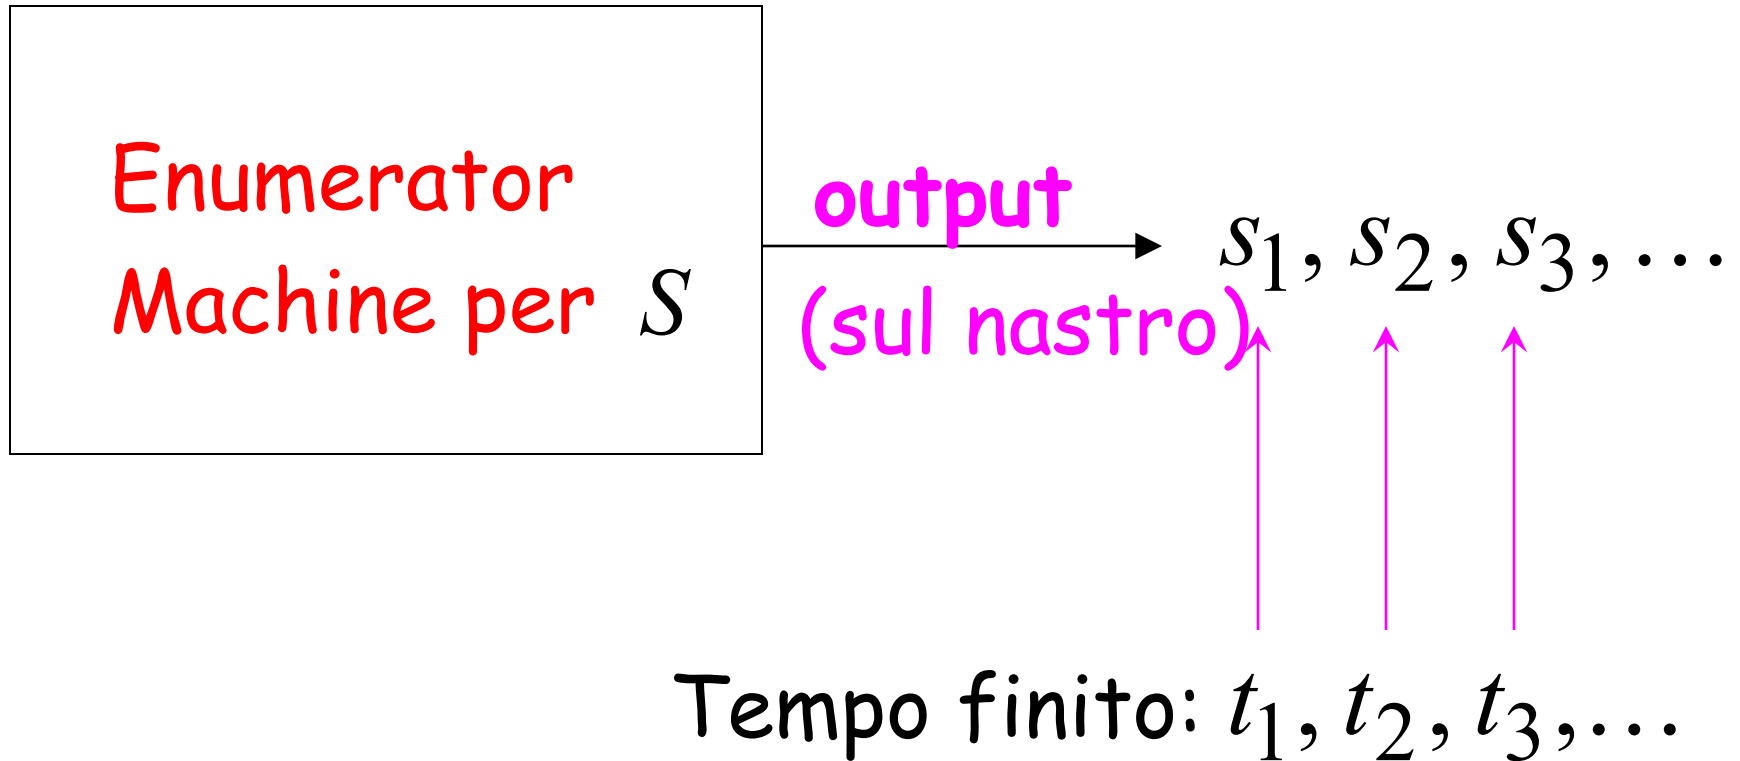 Enumerator
Machine per S
output
(sul nastro)
s₁, s₂, s₃, …
Tempo finito: t₁, t₂, t₃, …